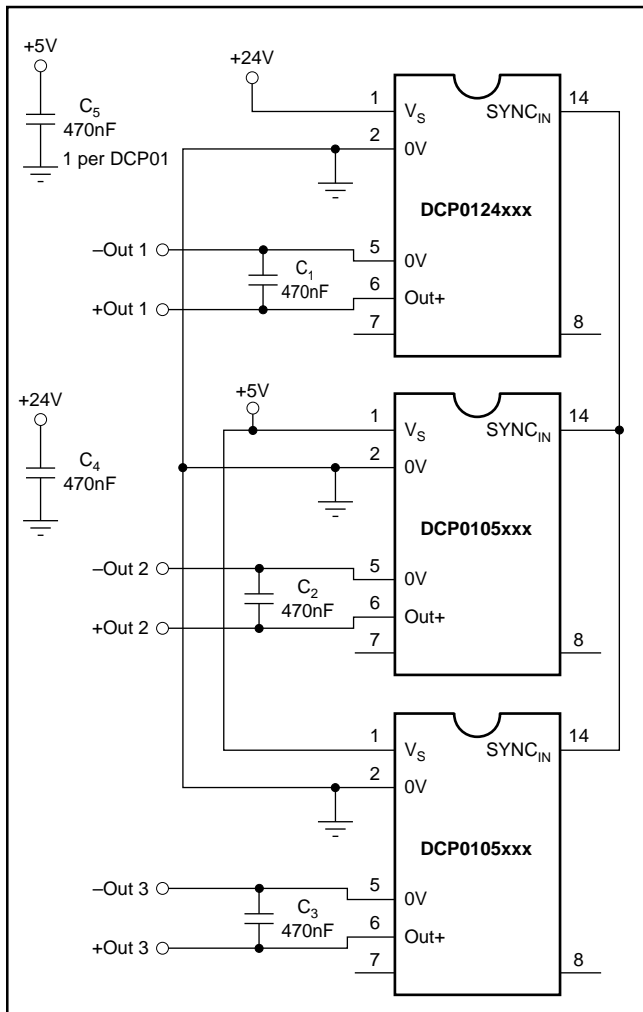 +5V
C5
470nF
1 per DCP01
+24V
1 VS SYNCIN 14
2 0V
DCP0124xxx
–Out 1 5 0V
C1
470nF
+Out 1 6 Out+
7 8
+24V
C4
470nF
+5V
1 VS SYNCIN 14
2 0V
DCP0105xxx
–Out 2 5 0V
C2
470nF
+Out 2 6 Out+
7 8
1 VS SYNCIN 14
2 0V
DCP0105xxx
–Out 3 5 0V
C3
470nF
+Out 3 6 Out+
7 8